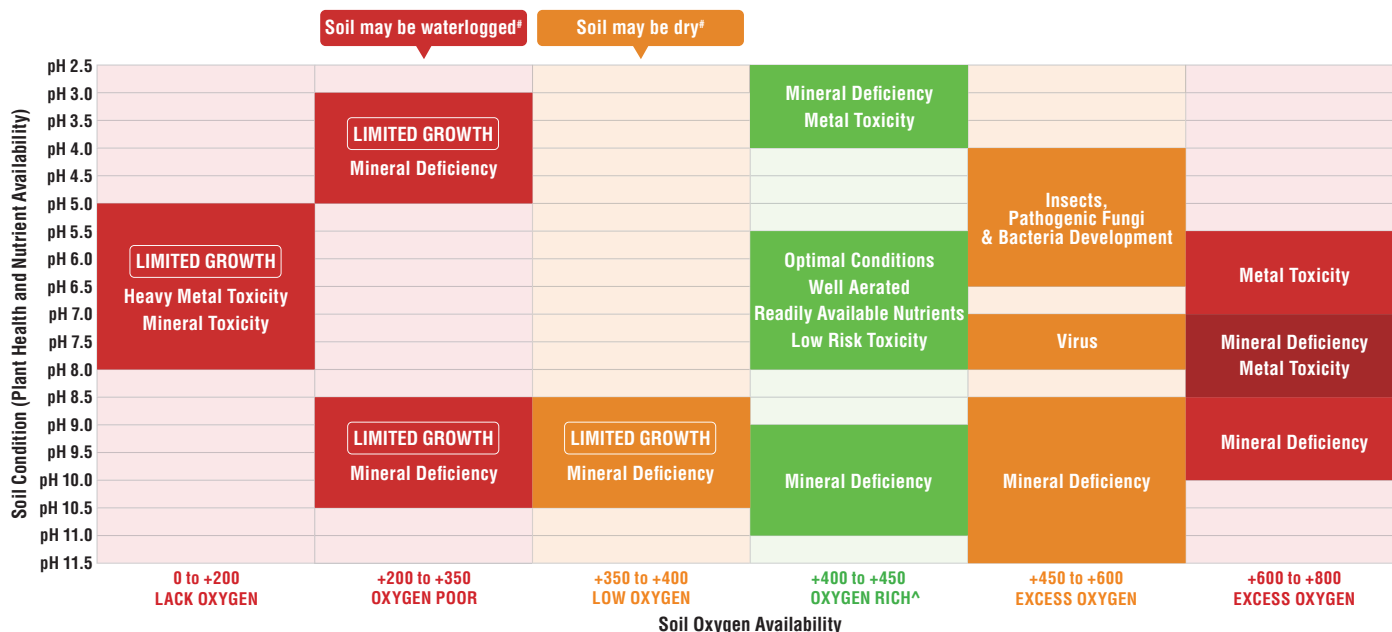 Soil may be waterlogged#
Soil may be dry#
Soil Condition (Plant Health and Nutrient Availability)
pH 2.5
pH 3.0
pH 3.5
pH 4.0
pH 4.5
pH 5.0
pH 5.5
pH 6.0
pH 6.5
pH 7.0
pH 7.5
pH 8.0
pH 8.5
pH 9.0
pH 9.5
pH 10.0
pH 10.5
pH 11.0
pH 11.5
LIMITED GROWTH
Heavy Metal Toxicity
Mineral Toxicity
LIMITED GROWTH
Mineral Deficiency
LIMITED GROWTH
Mineral Deficiency
LIMITED GROWTH
Mineral Deficiency
Mineral Deficiency
Metal Toxicity
Optimal Conditions
Well Aerated
Readily Available Nutrients
Low Risk Toxicity
Mineral Deficiency
Insects,
Pathogenic Fungi
& Bacteria Development
Virus
Mineral Deficiency
Metal Toxicity
Mineral Deficiency
Metal Toxicity
Mineral Deficiency
0 to +200
LACK OXYGEN
+200 to +350
OXYGEN POOR
+350 to +400
LOW OXYGEN
+400 to +450
OXYGEN RICH^
+450 to +600
EXCESS OXYGEN
+600 to +800
EXCESS OXYGEN
Soil Oxygen Availability